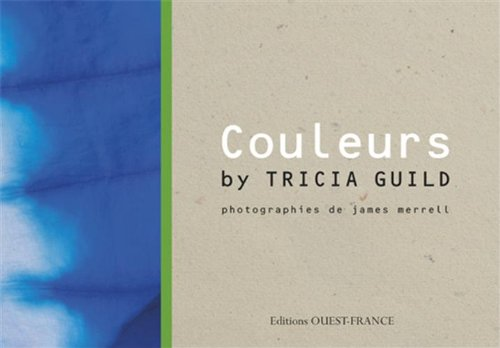 Couleurs
by TRICIA GUILD
photographies de james merrell
Editions OUEST-FRANCE